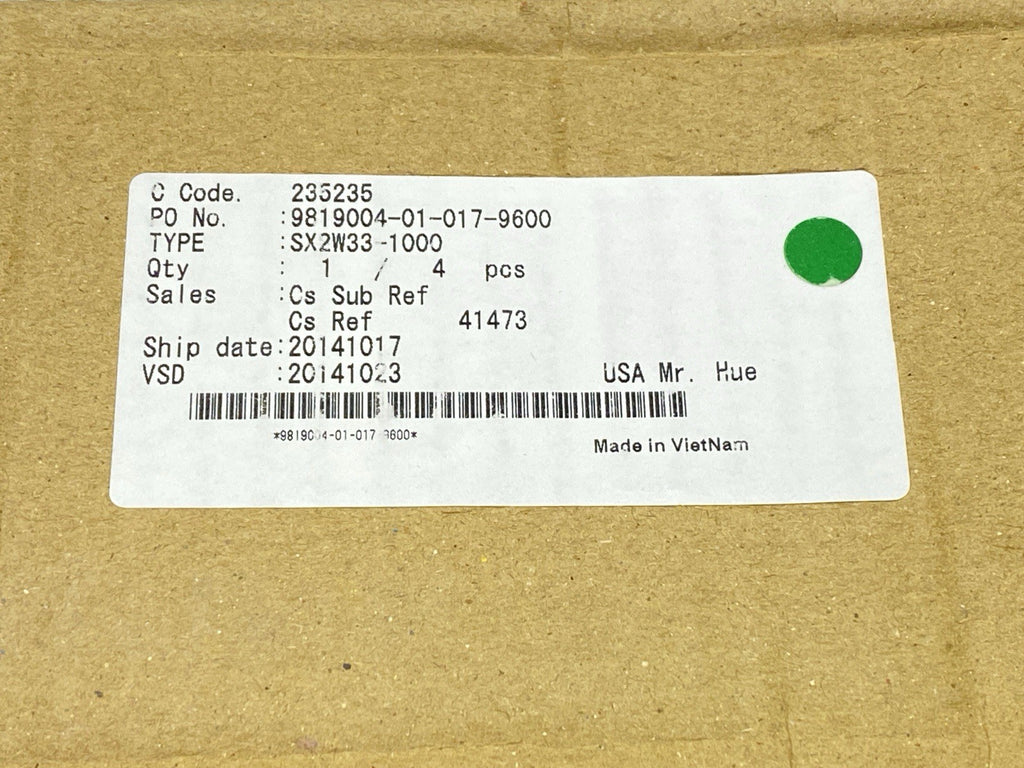 C Code. 235235
PO No. :9819004-01-017-9600
TYPE :SX2W33-1000
Qty : 1 / 4 pcs
Sales :Cs Sub Ref
Cs Ref 41473
Ship date:20141017
VSD :20141023 USA Mr. Hue
*9819004-01-017-9600*
Made in VietNam